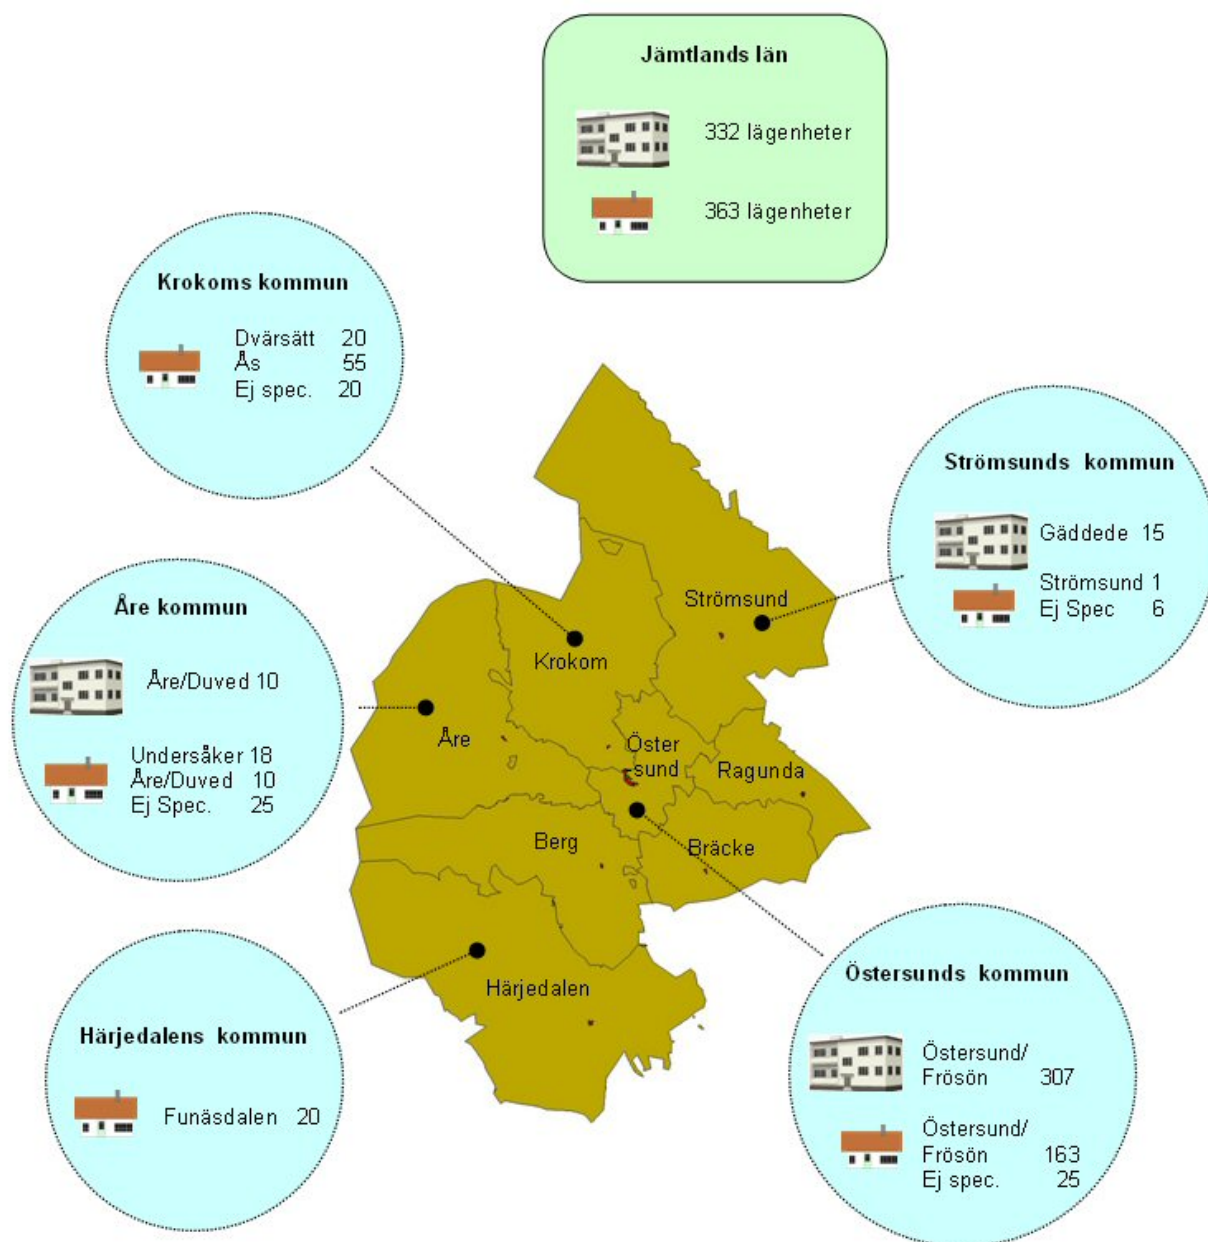 Jämtlands län
332 lägenheter
363 lägenheter
Krokoms kommun
Dvärsätt 20
Ås 55
Ej spec. 20
Strömsunds kommun
Gäddede 15
Strömsund 1
Ej Spec 6
Åre kommun
Åre/Duved 10
Undersåker 18
Åre/Duved 10
Ej Spec. 25
Strömsund
Krokom
Åre
Öster
-sund
Ragunda
Berg
Bräcke
Härjedalen
Härjedalens kommun
Funäsdalen 20
Östersunds kommun
Östersund/
Frösön 307
Östersund/
Frösön 163
Ej spec. 25